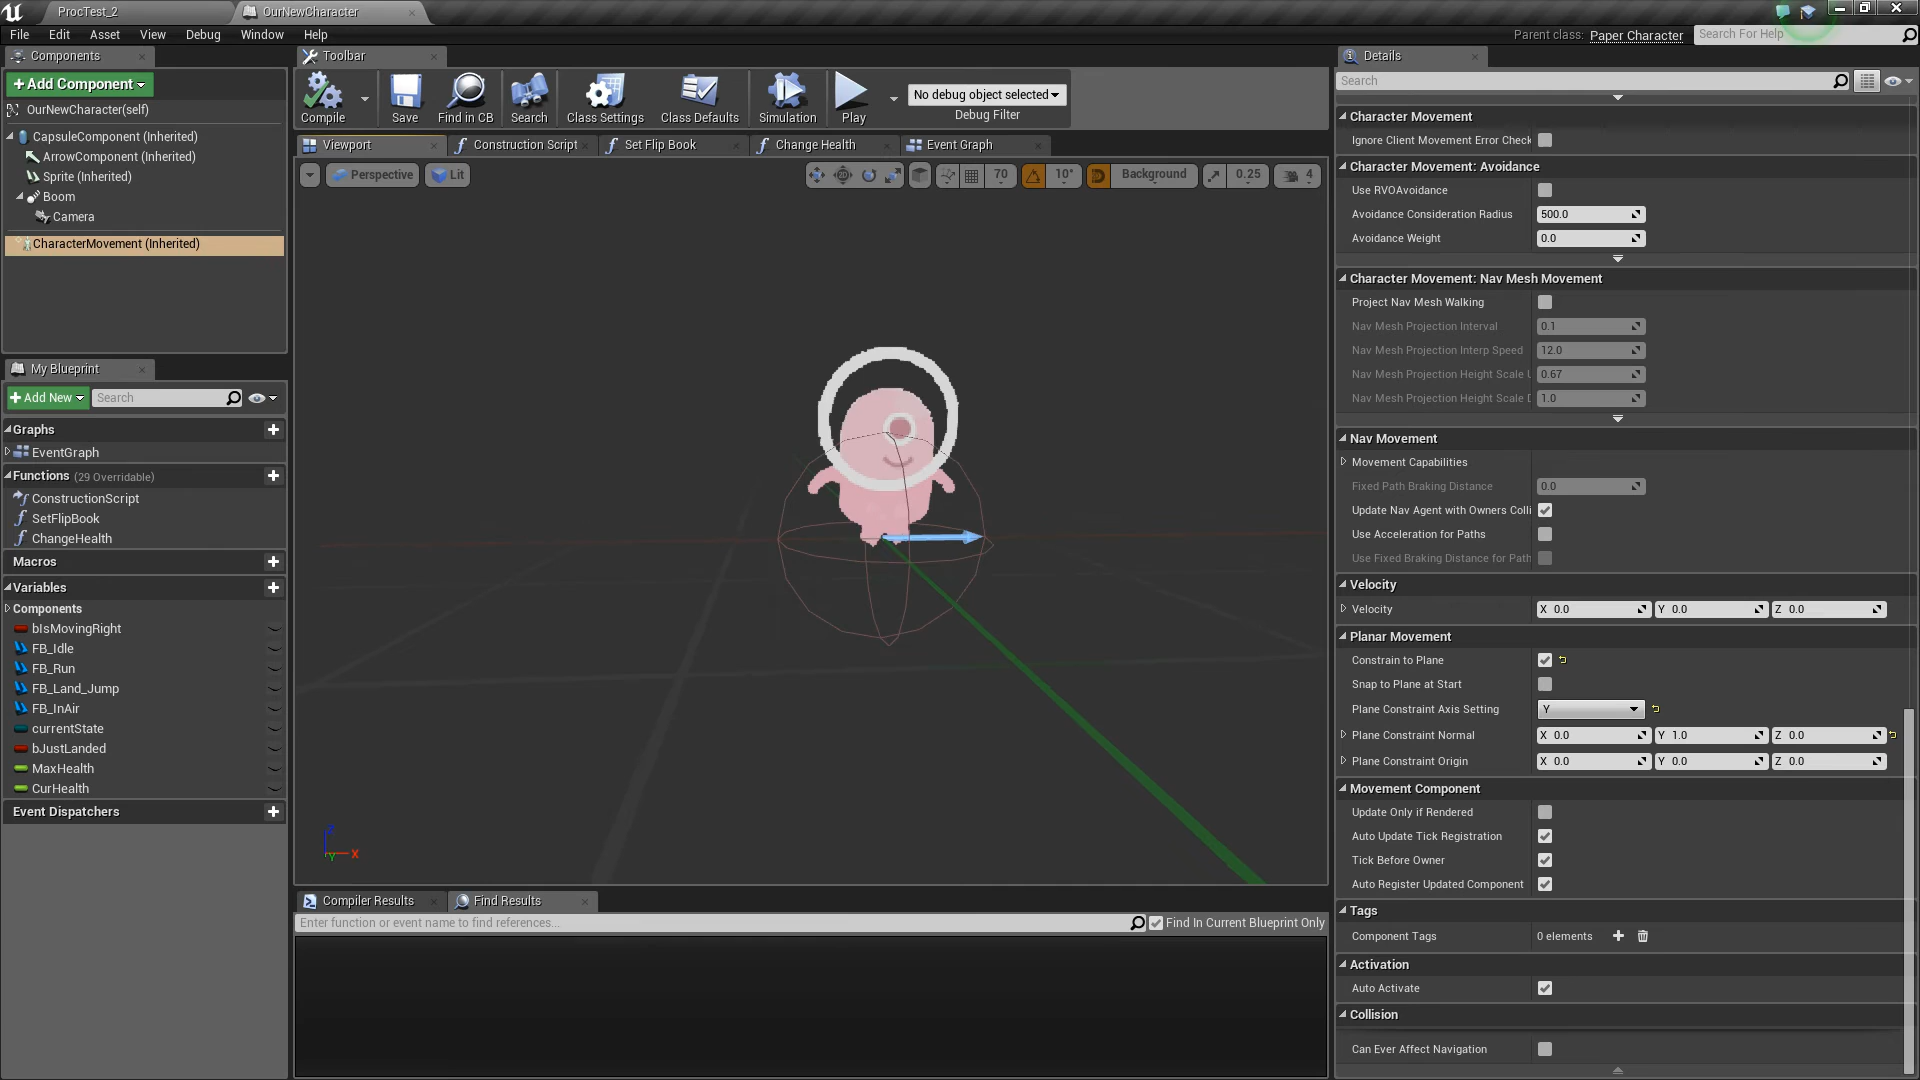 ProcTest_2
OurNewCharacter
File Edit Asset View Debug Window Help
Parent class: Paper Character
Search For Help
Components
Add Component
OurNewCharacter(self)
CapsuleComponent (Inherited)
ArrowComponent (Inherited)
Sprite (Inherited)
Boom
Camera
CharacterMovement (Inherited)
My Blueprint
Add New
Search
Graphs
EventGraph
Functions (29 Overridable)
ConstructionScript
SetFlipBook
ChangeHealth
Macros
Variables
Components
bIsMovingRight
FB_Idle
FB_Run
FB_Land_Jump
FB_InAir
currentState
bJustLanded
MaxHealth
CurHealth
Event Dispatchers
Toolbar
Compile Save Find in CB Search Class Settings Class Defaults Simulation Play
No debug object selected
Debug Filter
Viewport Construction Script Set Flip Book Change Health Event Graph
Perspective Lit 70 10° Background 0.25 4
Z
Y
X
Compiler Results Find Results
Enter function or event name to find references...
Find In Current Blueprint Only
Details
Search
Character Movement
Ignore Client Movement Error Check
Character Movement: Avoidance
Use RVOAvoidance
Avoidance Consideration Radius 500.0
Avoidance Weight 0.0
Character Movement: Nav Mesh Movement
Project Nav Mesh Walking
Nav Mesh Projection Interval 0.1
Nav Mesh Projection Interp Speed 12.0
Nav Mesh Projection Height Scale U 0.67
Nav Mesh Projection Height Scale D 1.0
Nav Movement
Movement Capabilities
Fixed Path Braking Distance 0.0
Update Nav Agent with Owners Colli
Use Acceleration for Paths
Use Fixed Braking Distance for Path
Velocity
Velocity X 0.0 Y 0.0 Z 0.0
Planar Movement
Constrain to Plane
Snap to Plane at Start
Plane Constraint Axis Setting Y
Plane Constraint Normal X 0.0 Y 1.0 Z 0.0
Plane Constraint Origin X 0.0 Y 0.0 Z 0.0
Movement Component
Update Only if Rendered
Auto Update Tick Registration
Tick Before Owner
Auto Register Updated Component
Tags
Component Tags 0 elements
Activation
Auto Activate
Collision
Can Ever Affect Navigation